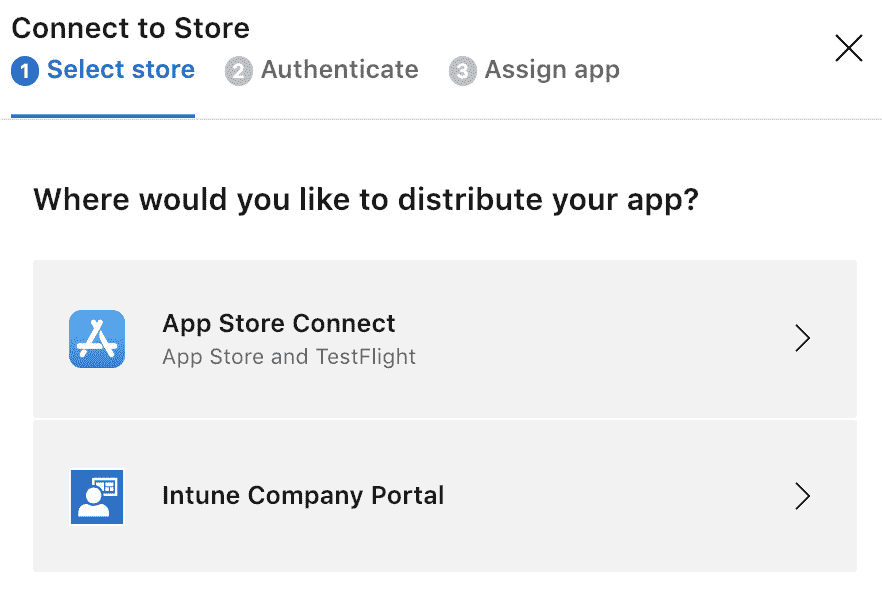 Connect to Store
1 Select store 2 Authenticate 3 Assign app
Where would you like to distribute your app?
App Store Connect
App Store and TestFlight
Intune Company Portal